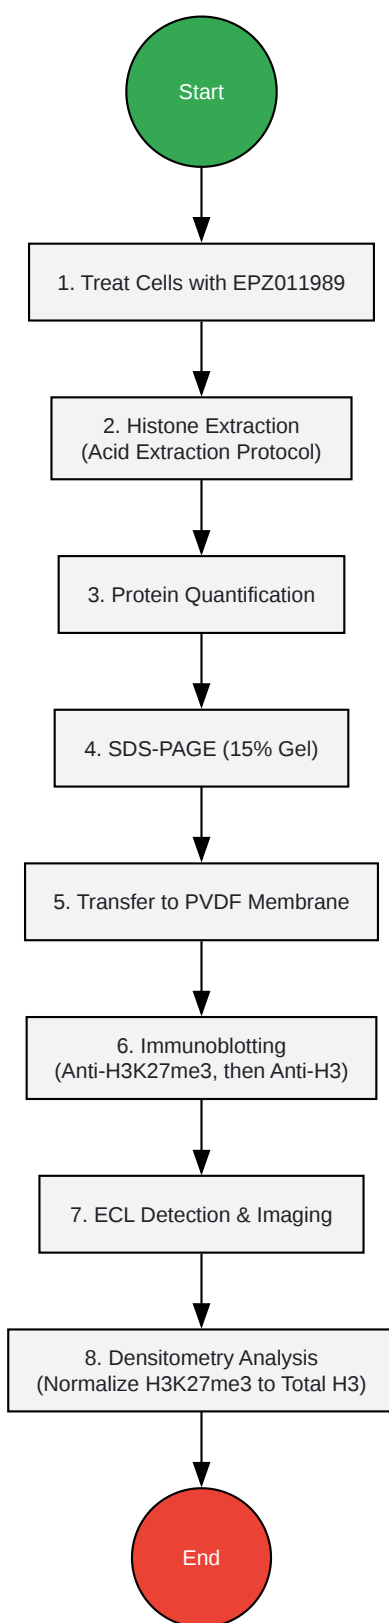 Start
1. Treat Cells with EPZ011989
2. Histone Extraction
(Acid Extraction Protocol)
3. Protein Quantification
4. SDS-PAGE (15% Gel)
5. Transfer to PVDF Membrane
6. Immunoblotting
(Anti-H3K27me3, then Anti-H3)
7. ECL Detection & Imaging
8. Densitometry Analysis
(Normalize H3K27me3 to Total H3)
End